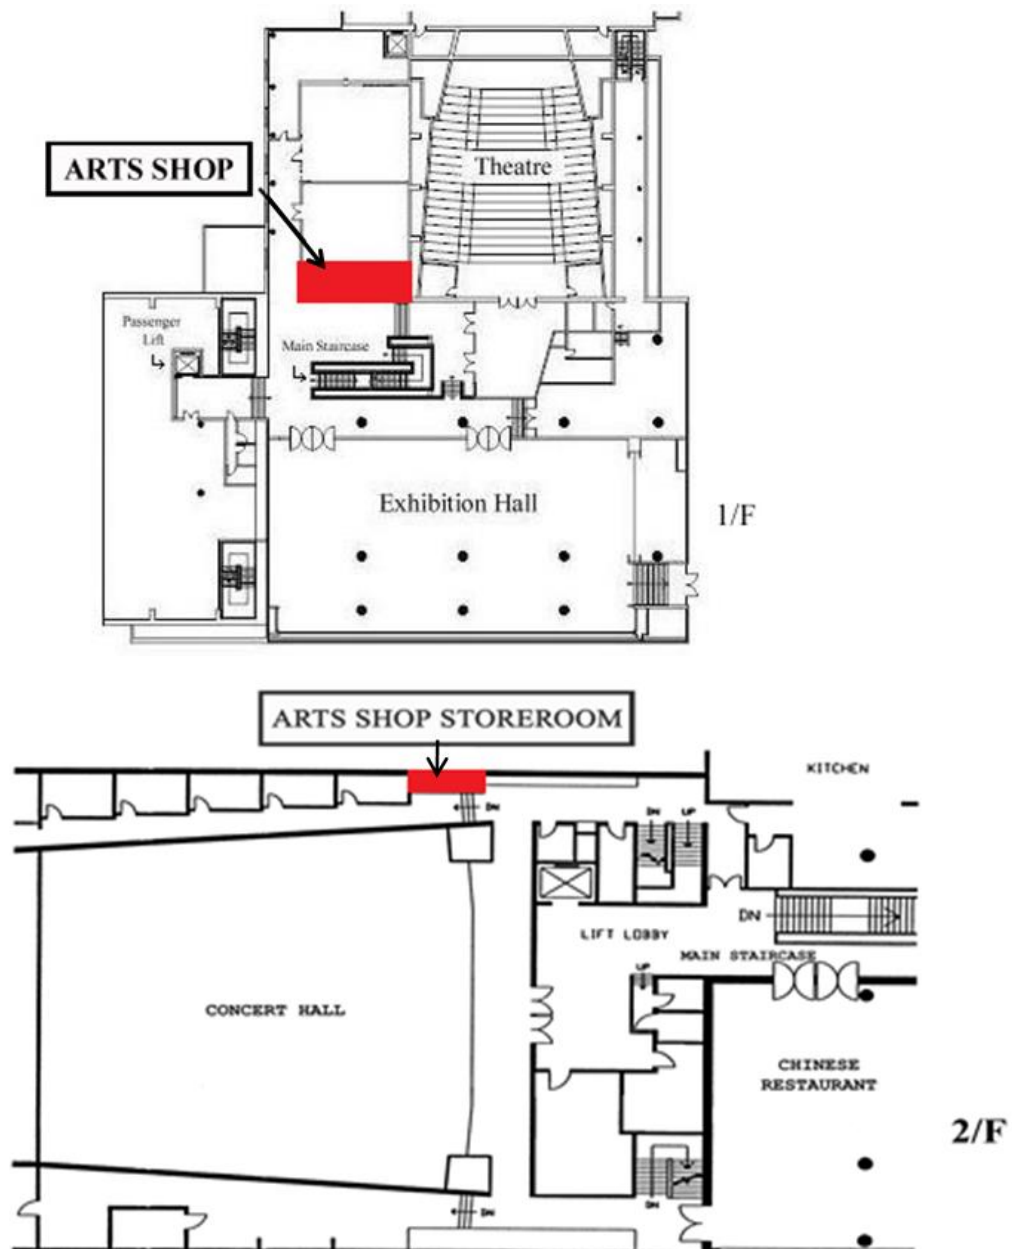 ARTS SHOP
Theatre
Passenger
Lift
Main Staircase
Exhibition Hall
1/F
ARTS SHOP STOREROOM
KITCHEN
DN
DN
UP
DN
LIFT LOBBY
MAIN STAIRCASE
UP
CONCERT HALL
CHINESE
RESTAURANT
2/F
DN
DN